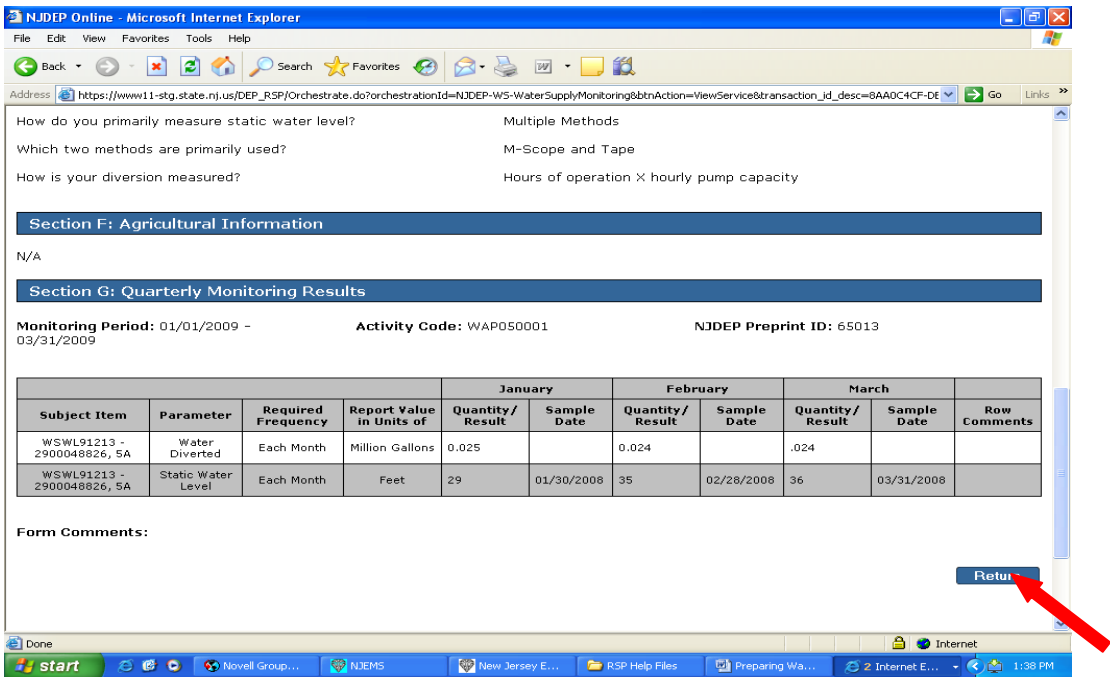 NJDEP Online - Microsoft Internet Explorer
File Edit View Favorites Tools Help
Back Search Favorites
Address https://www11-stg.state.nj.us/DEP_RSP/Orchestrate.do?orchestrationId=NJDEP-WS-WaterSupplyMonitoring&btnAction=ViewService&transaction_id_desc=8AA0C4CF-DE Go Links »
How do you primarily measure static water level? Multiple Methods
Which two methods are primarily used? M-Scope and Tape
How is your diversion measured? Hours of operation X hourly pump capacity
Section F: Agricultural Information
N/A
Section G: Quarterly Monitoring Results
Monitoring Period: 01/01/2009 - Activity Code: WAP050001 NJDEP Preprint ID: 65013
03/31/2009
January February March
Subject Item Parameter Required Frequency Report Value in Units of Quantity/ Result Sample Date Quantity/ Result Sample Date Quantity/ Result Sample Date Row Comments
WSWL91213 - 2900048826, 5A Water Diverted Each Month Million Gallons 0.025 0.024 .024
WSWL91213 - 2900048826, 5A Static Water Level Each Month Feet 29 01/30/2008 35 02/28/2008 36 03/31/2008
Form Comments:
Return
Done Internet
start Novell Group... NJEMS New Jersey E... RSP Help Files Preparing Wa... 2 Internet E... 1:38 PM